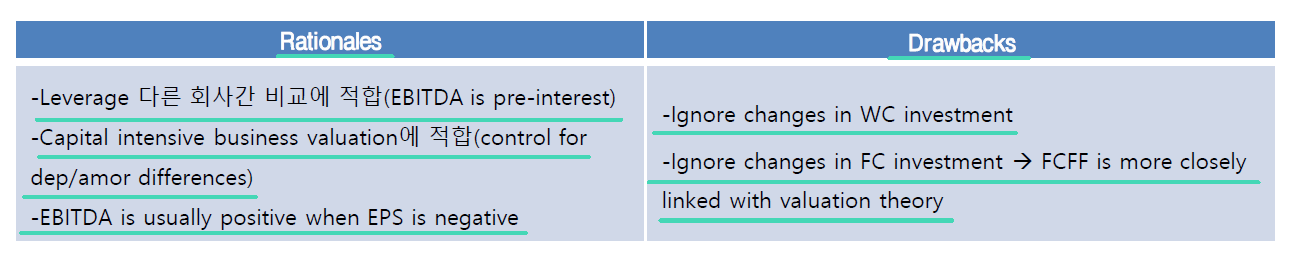 Rationales
-Leverage 다른 회사간 비교에 적합(EBITDA is pre-interest)
-Capital intensive business valuation에 적합(control for
dep/amor differences)
-EBITDA is usually positive when EPS is negative
Drawbacks
-Ignore changes in WC investment
-Ignore changes in FC investment → FCFF is more closely
linked with valuation theory